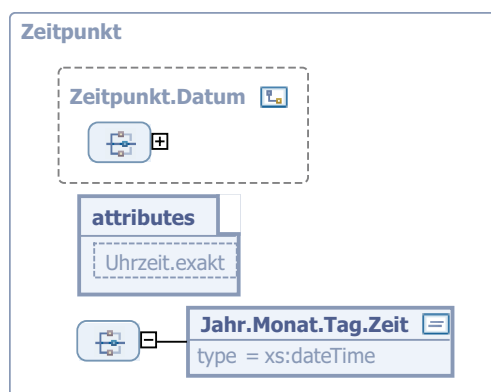 Zeitpunkt
Zeitpunkt.Datum
attributes
Uhrzeit.exakt
Jahr.Monat.Tag.Zeit
type = xs:dateTime